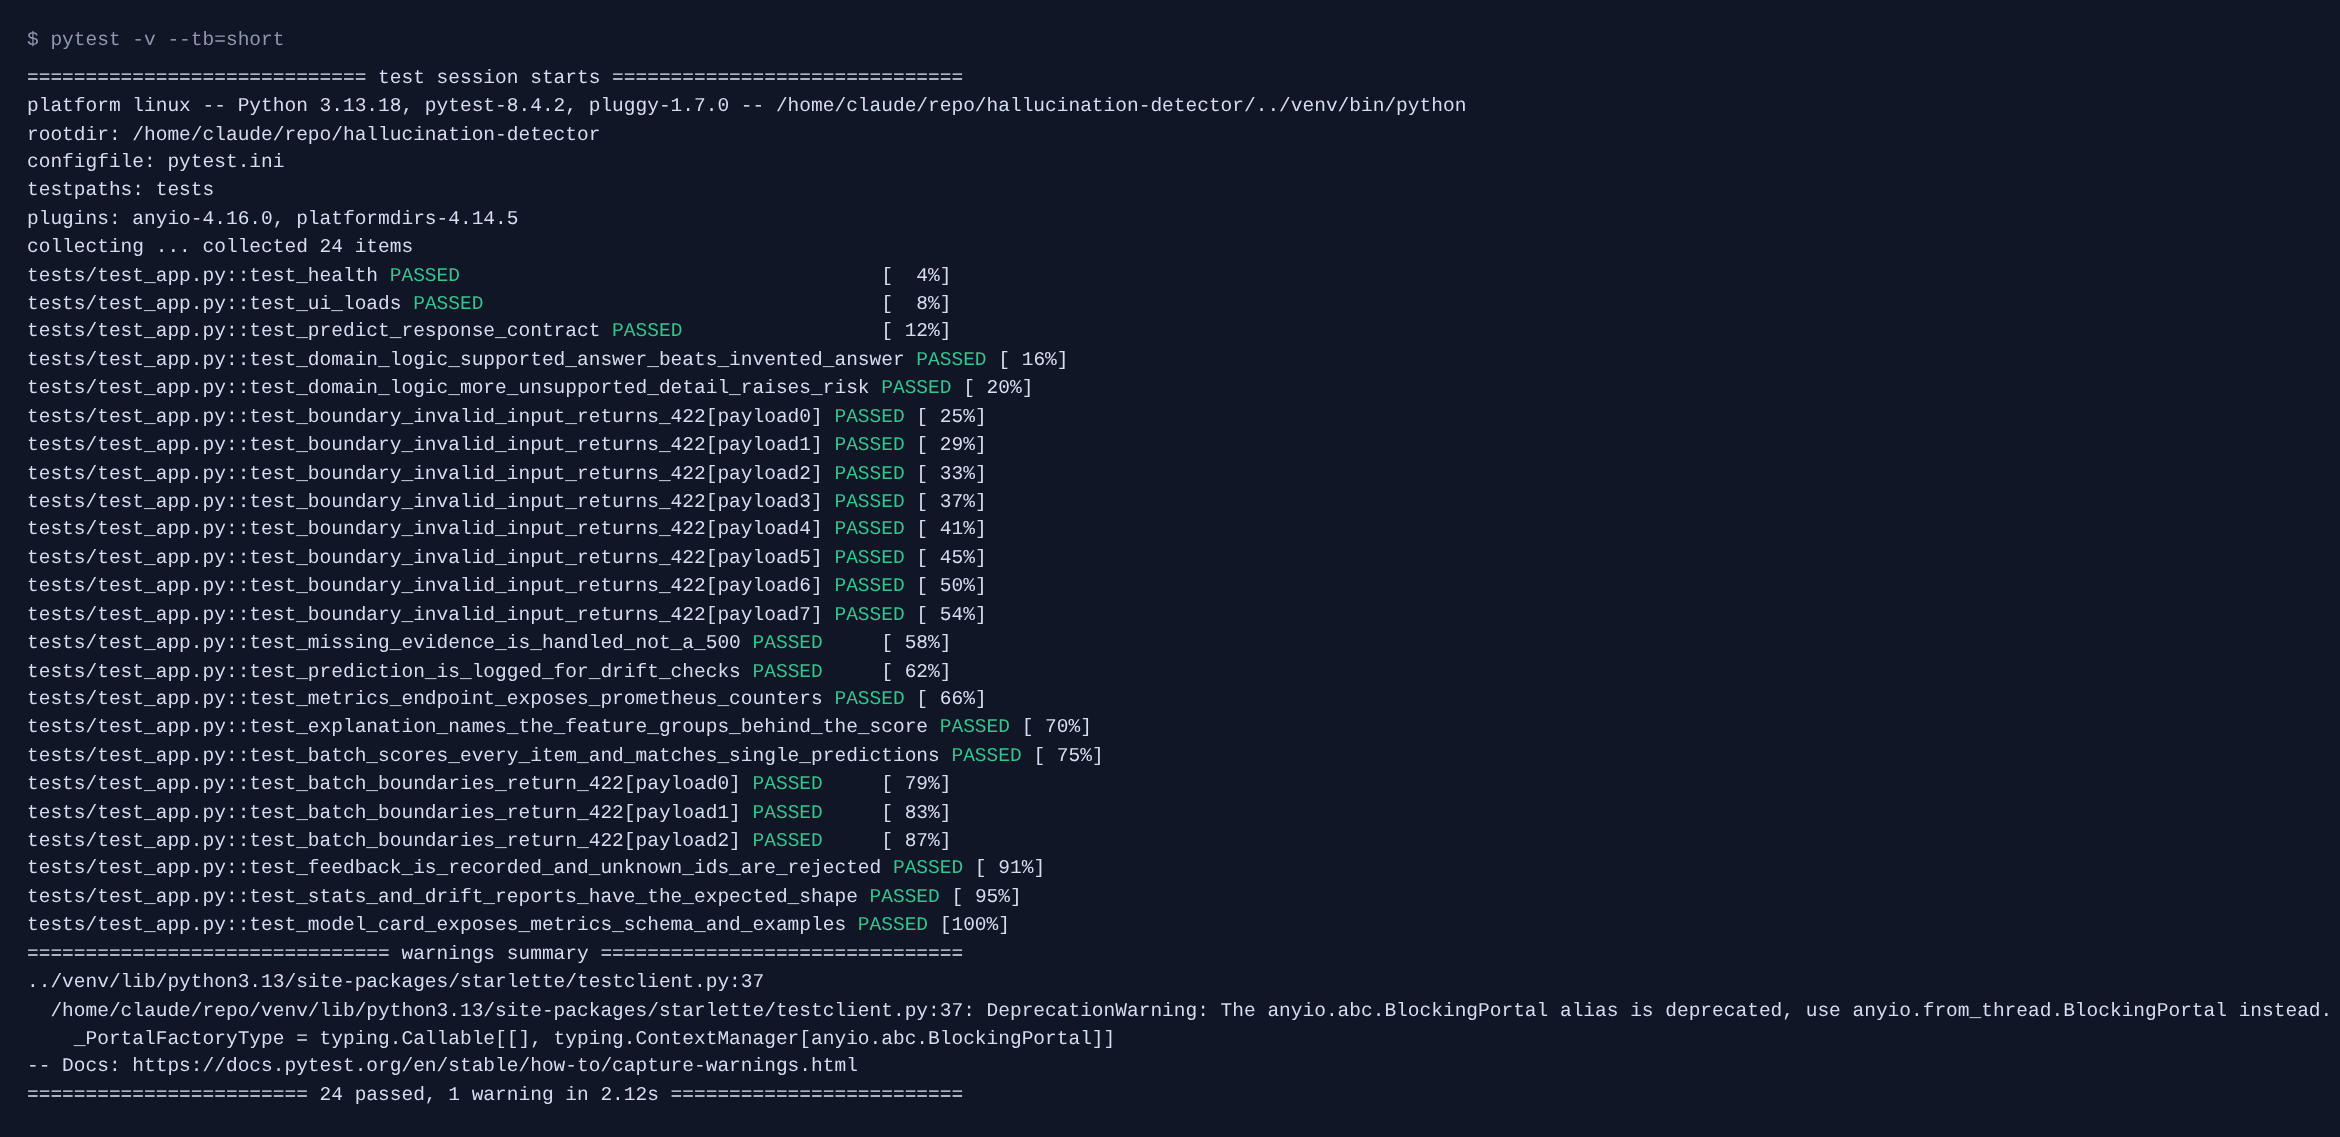 $ pytest -v --tb=short
============================= test session starts ==============================
platform linux -- Python 3.13.18, pytest-8.4.2, pluggy-1.7.0 -- /home/claude/repo/hallucination-detector/../venv/bin/python
rootdir: /home/claude/repo/hallucination-detector
configfile: pytest.ini
testpaths: tests
plugins: anyio-4.16.0, platformdirs-4.14.5
collecting ... collected 24 items
tests/test_app.py::test_health PASSED                                    [  4%]
tests/test_app.py::test_ui_loads PASSED                                  [  8%]
tests/test_app.py::test_predict_response_contract PASSED                 [ 12%]
tests/test_app.py::test_domain_logic_supported_answer_beats_invented_answer PASSED [ 16%]
tests/test_app.py::test_domain_logic_more_unsupported_detail_raises_risk PASSED [ 20%]
tests/test_app.py::test_boundary_invalid_input_returns_422[payload0] PASSED [ 25%]
tests/test_app.py::test_boundary_invalid_input_returns_422[payload1] PASSED [ 29%]
tests/test_app.py::test_boundary_invalid_input_returns_422[payload2] PASSED [ 33%]
tests/test_app.py::test_boundary_invalid_input_returns_422[payload3] PASSED [ 37%]
tests/test_app.py::test_boundary_invalid_input_returns_422[payload4] PASSED [ 41%]
tests/test_app.py::test_boundary_invalid_input_returns_422[payload5] PASSED [ 45%]
tests/test_app.py::test_boundary_invalid_input_returns_422[payload6] PASSED [ 50%]
tests/test_app.py::test_boundary_invalid_input_returns_422[payload7] PASSED [ 54%]
tests/test_app.py::test_missing_evidence_is_handled_not_a_500 PASSED     [ 58%]
tests/test_app.py::test_prediction_is_logged_for_drift_checks PASSED     [ 62%]
tests/test_app.py::test_metrics_endpoint_exposes_prometheus_counters PASSED [ 66%]
tests/test_app.py::test_explanation_names_the_feature_groups_behind_the_score PASSED [ 70%]
tests/test_app.py::test_batch_scores_every_item_and_matches_single_predictions PASSED [ 75%]
tests/test_app.py::test_batch_boundaries_return_422[payload0] PASSED     [ 79%]
tests/test_app.py::test_batch_boundaries_return_422[payload1] PASSED     [ 83%]
tests/test_app.py::test_batch_boundaries_return_422[payload2] PASSED     [ 87%]
tests/test_app.py::test_feedback_is_recorded_and_unknown_ids_are_rejected PASSED [ 91%]
tests/test_app.py::test_stats_and_drift_reports_have_the_expected_shape PASSED [ 95%]
tests/test_app.py::test_model_card_exposes_metrics_schema_and_examples PASSED [100%]
=============================== warnings summary ===============================
../venv/lib/python3.13/site-packages/starlette/testclient.py:37
  /home/claude/repo/venv/lib/python3.13/site-packages/starlette/testclient.py:37: DeprecationWarning: The anyio.abc.BlockingPortal alias is deprecated, use anyio.from_thread.BlockingPortal instead.
    _PortalFactoryType = typing.Callable[[], typing.ContextManager[anyio.abc.BlockingPortal]]
-- Docs: https://docs.pytest.org/en/stable/how-to/capture-warnings.html
======================== 24 passed, 1 warning in 2.12s =========================